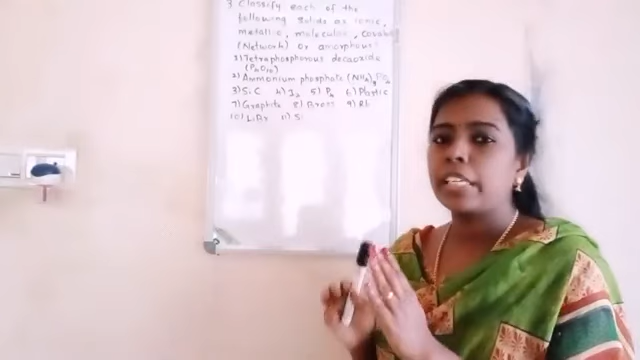 3 Classify each of the
following solids as ionic,
metallic, molecular, covalent
(Network) or amorphous?
1) Tetraphosphorous decaoxide
(P4O10)
2) Ammonium phosphate (NH4)3PO4
3) SiC 4) I2 5) P4 6) Plastic
7) Graphite 8) Brass 9) Rb
10) LiBr 11) Si